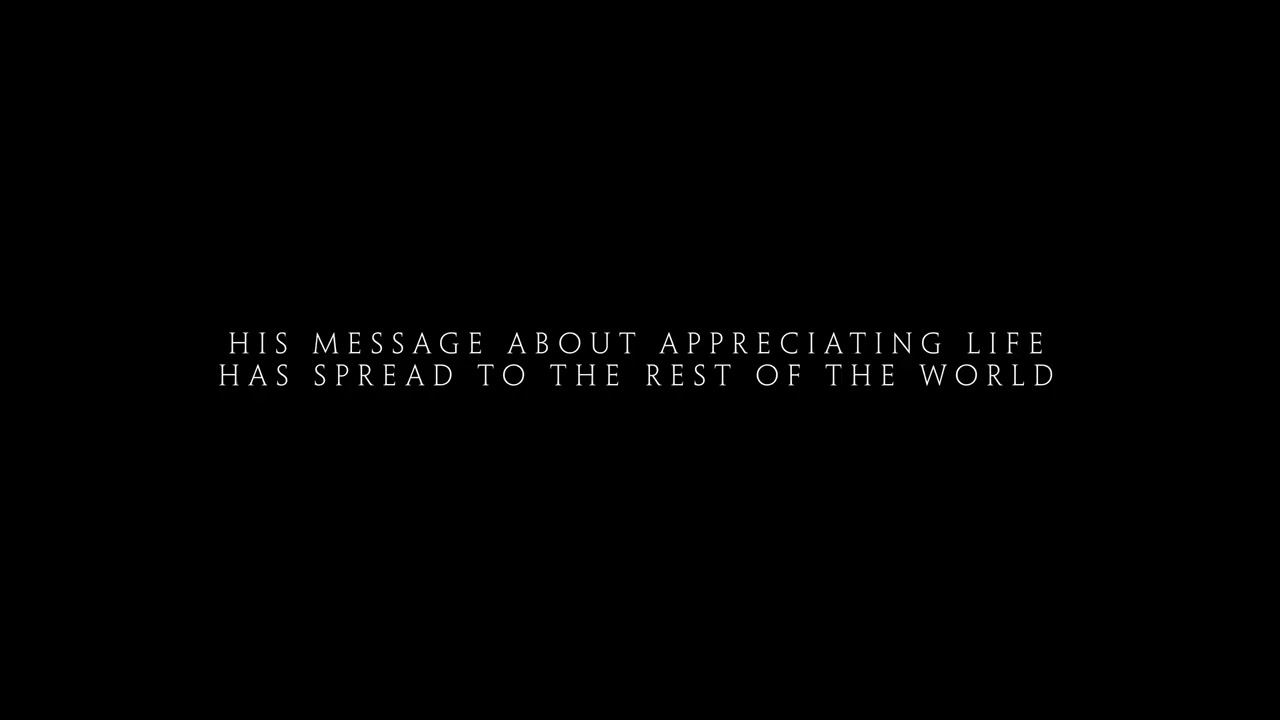 HIS MESSAGE ABOUT APPRECIATING LIFE
HAS SPREAD TO THE REST OF THE WORLD